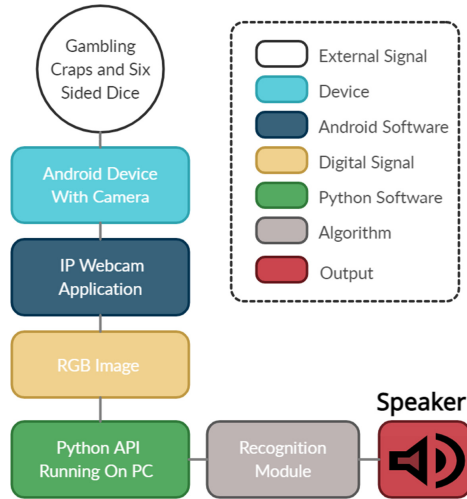 Gambling
Craps and Six
Sided Dice
External Signal
Device
Android Software
Digital Signal
Python Software
Algorithm
Output
Android Device
With Camera
IP Webcam
Application
RGB Image
Python API
Running On PC
Recognition
Module
Speaker